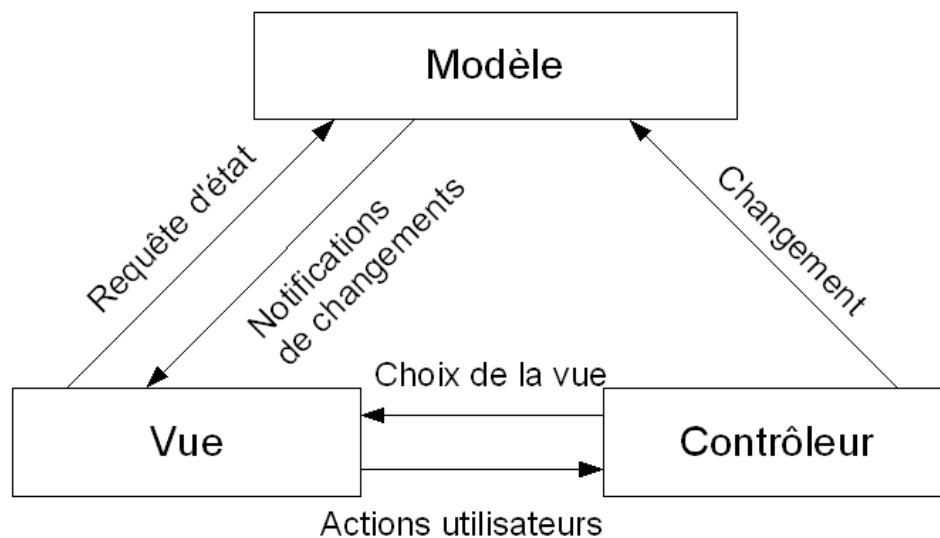 Modèle
Requête d'état
Notifications
de changements
Changement
Choix de la vue
Vue
Contrôleur
Actions utilisateurs